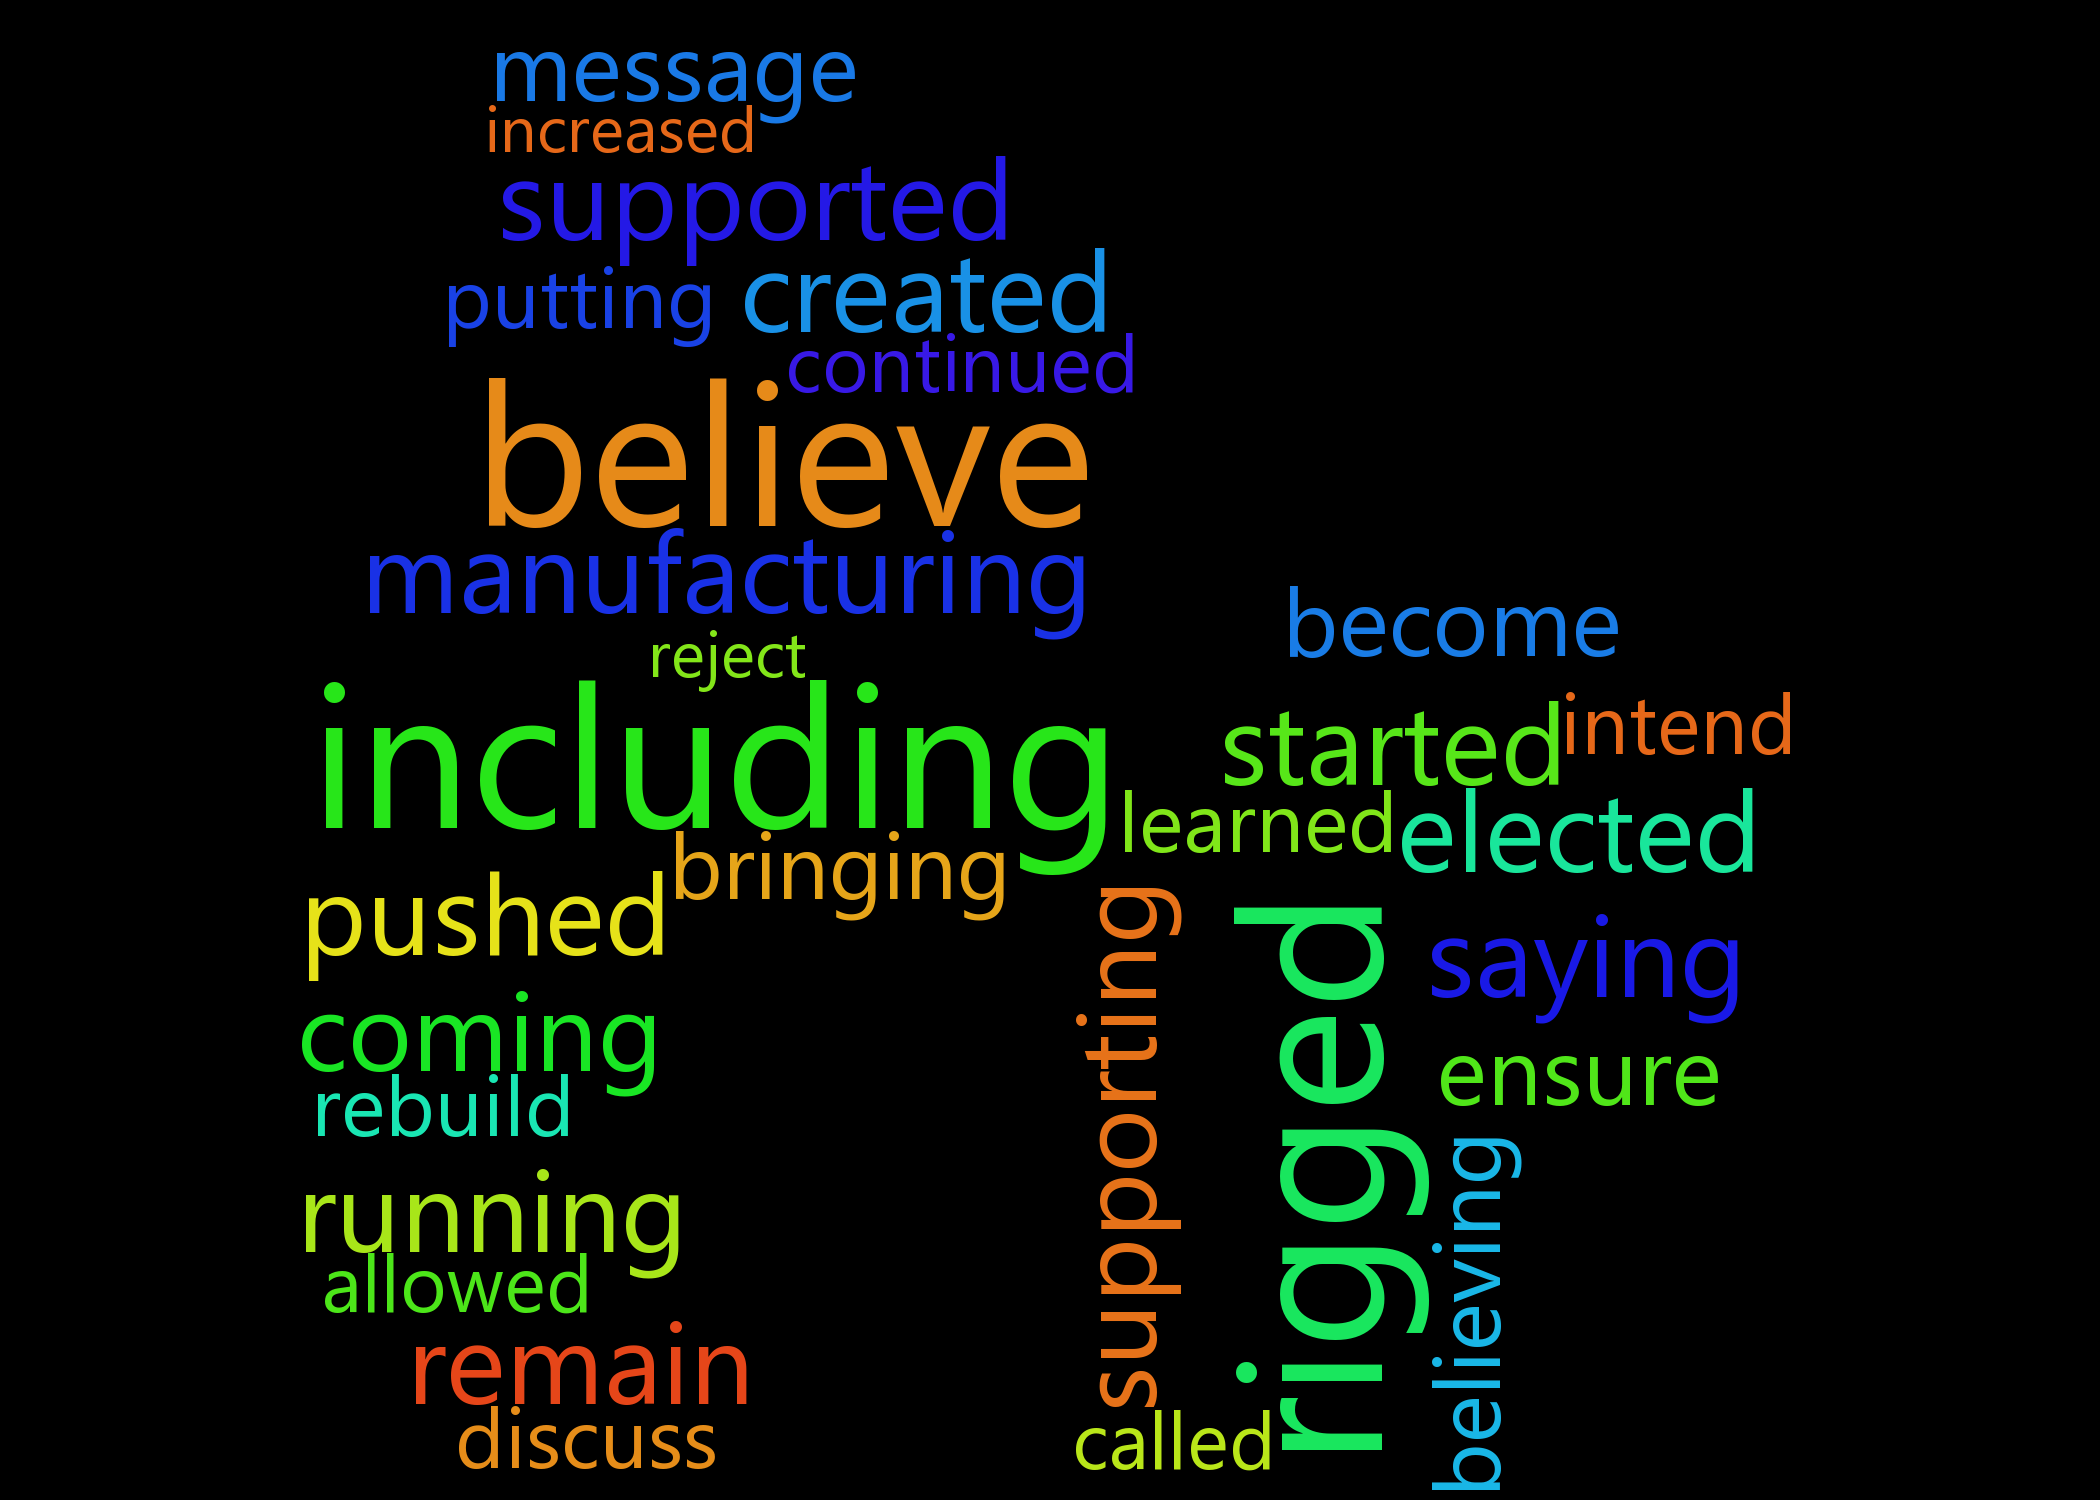 message
increased
supported
putting created
continued
believe
manufacturing
reject
become
including
started intend
learned elected
bringing
pushed
supporting
rigged
saying
coming
ensure
rebuild
believing
running
allowed
remain
discuss
called